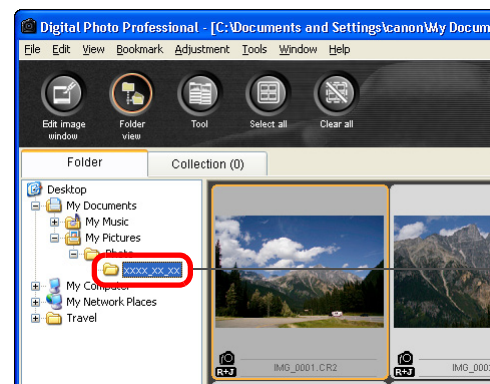 Digital Photo Professional - [C:\Documents and Settings\canon\My Docum
File Edit View Bookmark Adjustment Tools Window Help
Edit image window
Folder view
Tool
Select all
Clear all
Folder
Collection (0)
Desktop
My Documents
My Music
My Pictures
Photo
xxxx_xx_xx
My Computer
My Network Places
Travel
R+J
IMG_0001.CR2
R+J
IMG_000